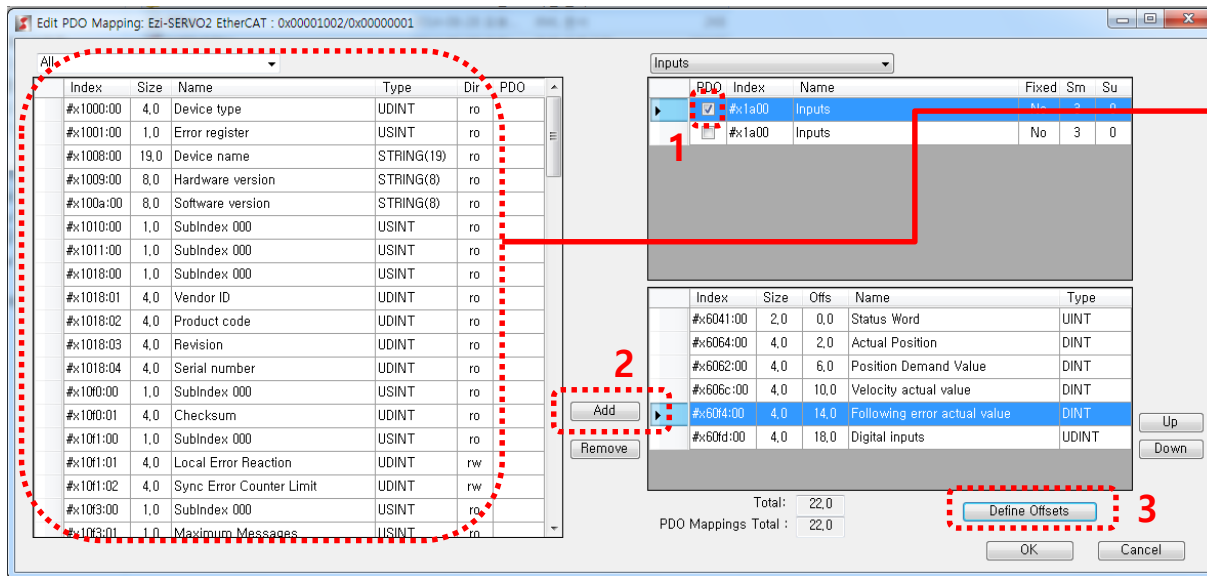 Edit PDO Mapping: Ezi-SERVO2 EtherCAT : 0x00001002/0x00000001
All
Index Size Name Type Dir PDO
#x1000:00 4,0 Device type UDINT ro
#x1001:00 1,0 Error register USINT ro
#x1008:00 19,0 Device name STRING(19) ro
#x1009:00 8,0 Hardware version STRING(8) ro
#x100a:00 8,0 Software version STRING(8) ro
#x1010:00 1,0 SubIndex 000 USINT ro
#x1011:00 1,0 SubIndex 000 USINT ro
#x1018:00 1,0 SubIndex 000 USINT ro
#x1018:01 4,0 Vendor ID UDINT ro
#x1018:02 4,0 Product code UDINT ro
#x1018:03 4,0 Revision UDINT ro
#x1018:04 4,0 Serial number UDINT ro
#x10f0:00 1,0 SubIndex 000 USINT ro
#x10f0:01 4,0 Checksum UDINT ro
#x10f1:00 1,0 SubIndex 000 USINT ro
#x10f1:01 4,0 Local Error Reaction UDINT rw
#x10f1:02 4,0 Sync Error Counter Limit UDINT rw
#x10f3:00 1,0 SubIndex 000 USINT ro
#x10f3:01 1,0 Maximum Messages USINT ro
2
Add
Remove
Inputs
PDO Index Name Fixed Sm Su
#x1a00 Inputs No 3 0
1
#x1a00 Inputs No 3 0
Index Size Offs Name Type
#x6041:00 2,0 0,0 Status Word UINT
#x6064:00 4,0 2,0 Actual Position DINT
#x6062:00 4,0 6,0 Position Demand Value DINT
#x606c:00 4,0 10,0 Velocity actual value DINT
#x60f4:00 4,0 14,0 Following error actual value DINT
#x60fd:00 4,0 18,0 Digital inputs UDINT
Up
Down
Total: 22,0
PDO Mappings Total : 22,0
Define Offsets
3
OK
Cancel